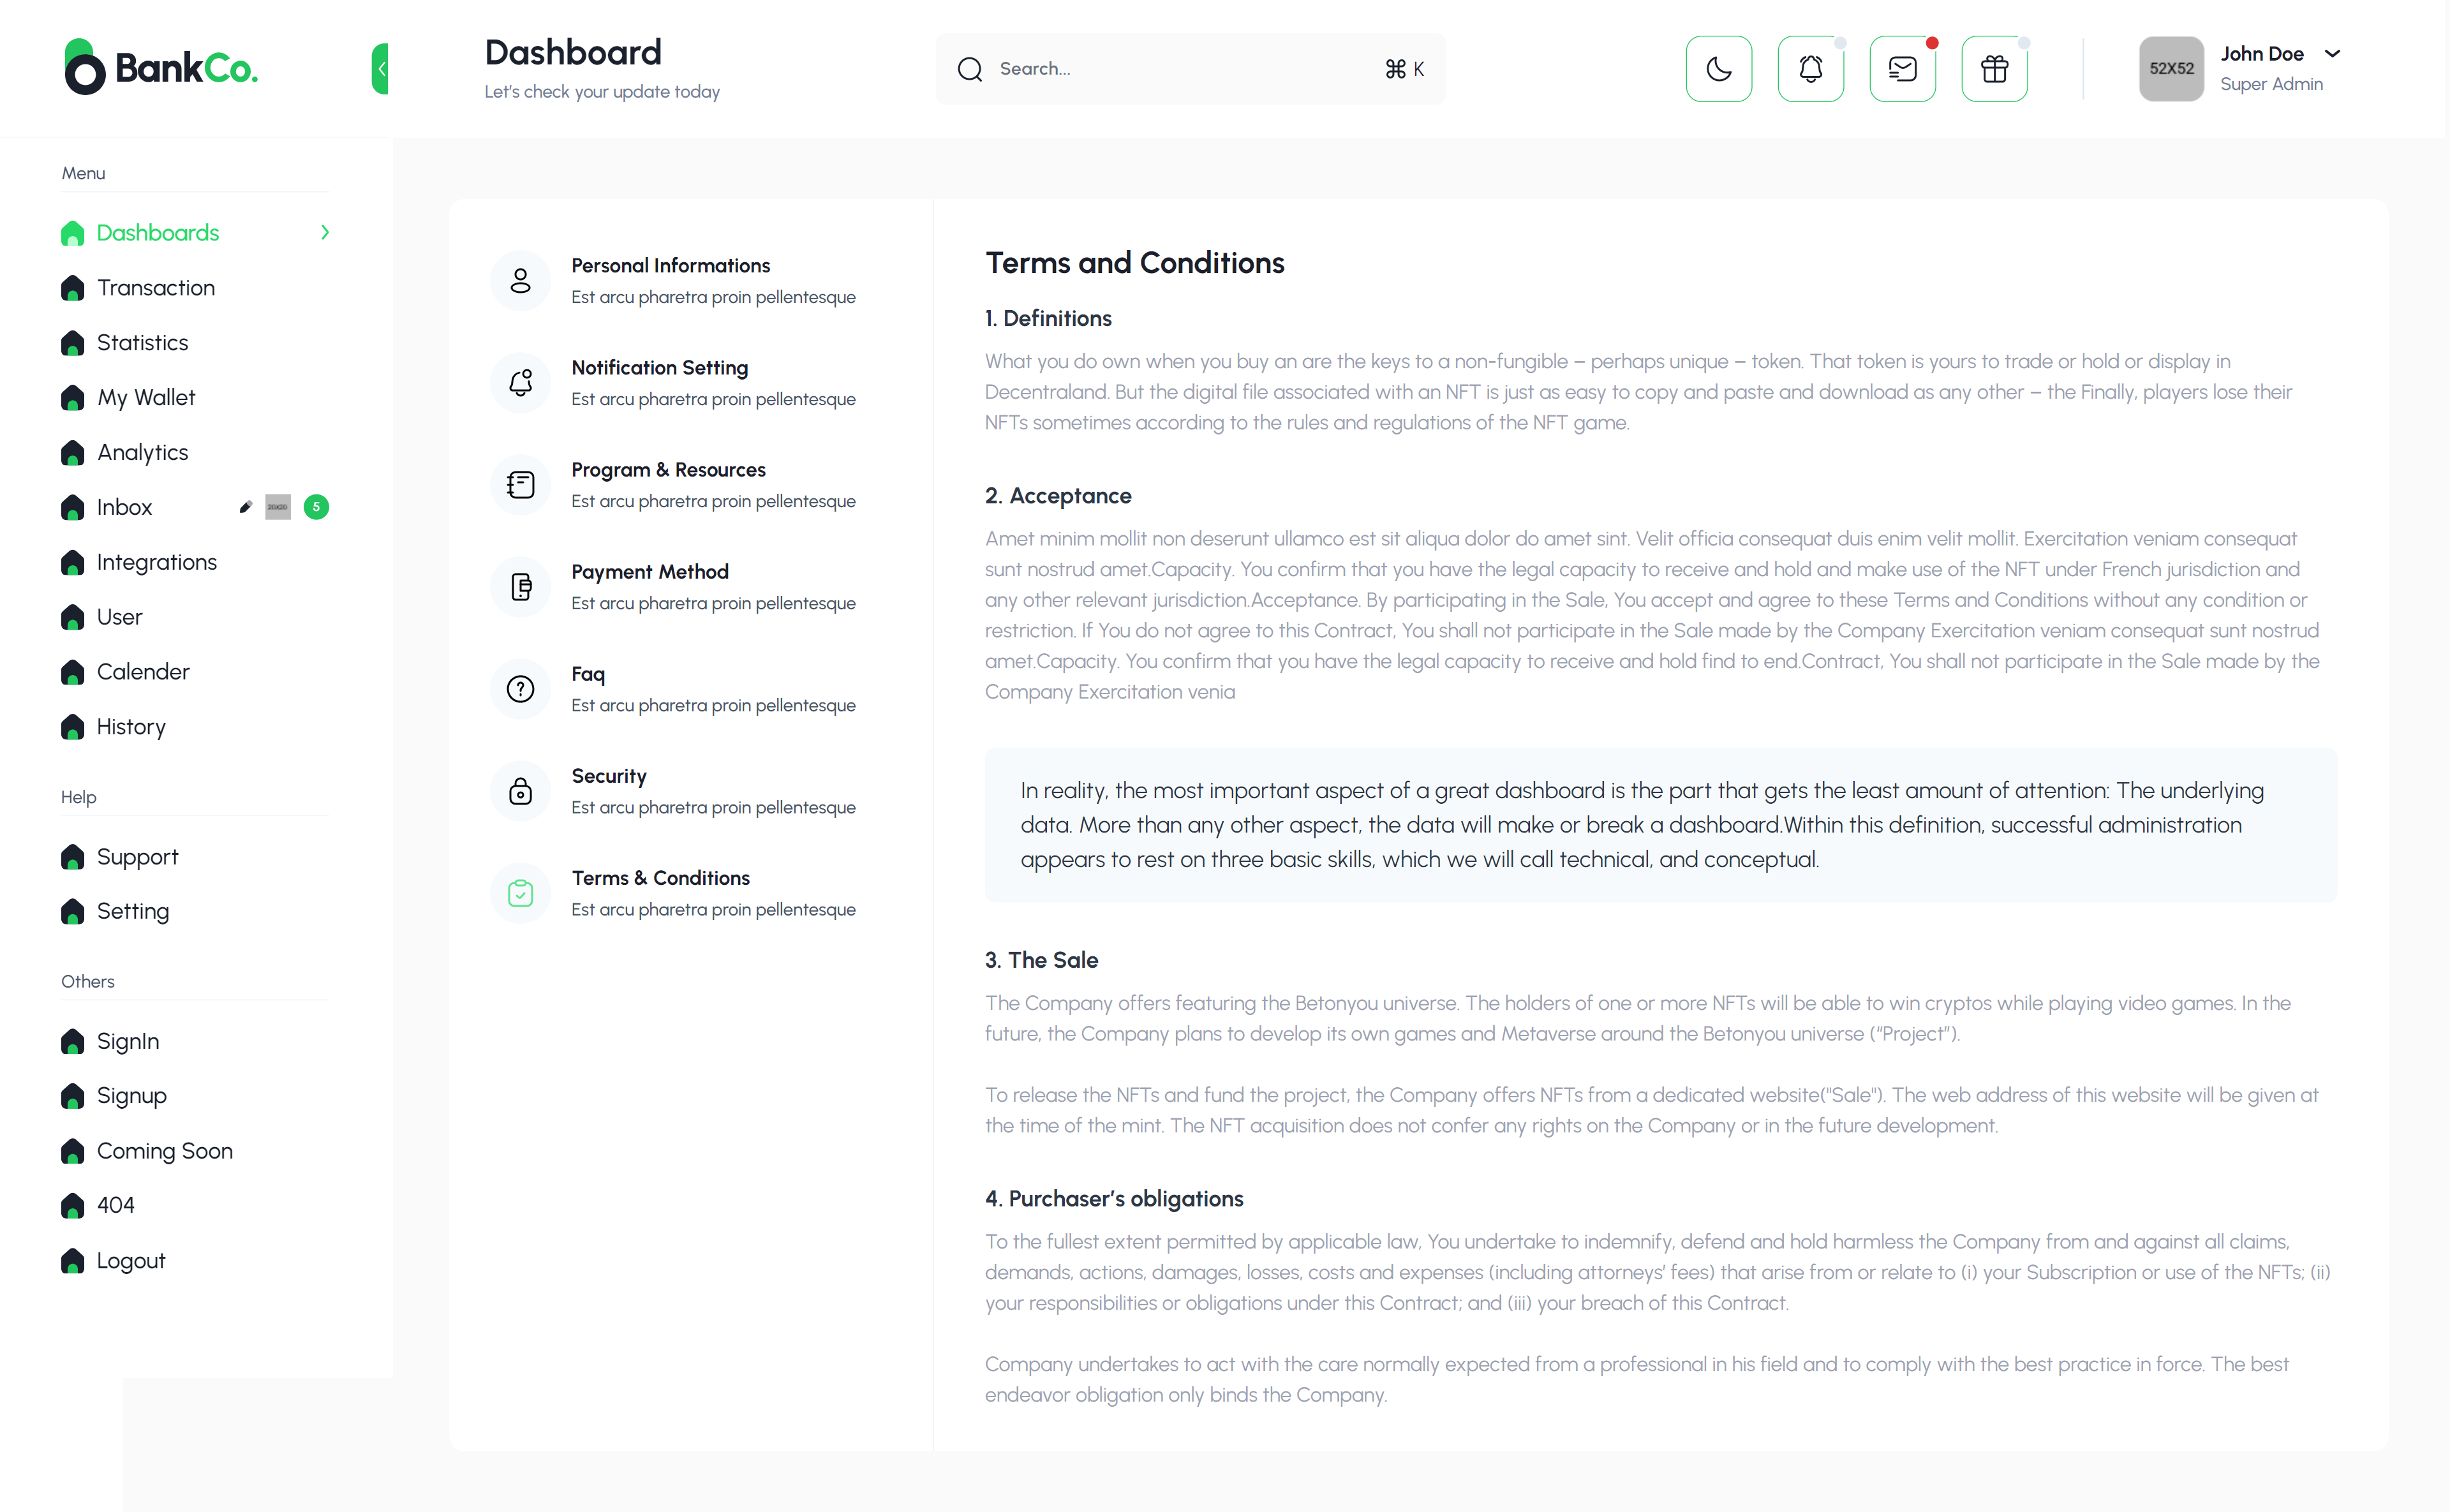 BankCo.
Dashboard
Let's check your update today
Search...
⌘ K
52X52
John Doe
Super Admin
Menu
Dashboards
Transaction
Statistics
My Wallet
Analytics
Inbox
20X20
5
Integrations
User
Calender
History
Help
Support
Setting
Others
SignIn
Signup
Coming Soon
404
Logout
Personal Informations
Est arcu pharetra proin pellentesque
Notification Setting
Est arcu pharetra proin pellentesque
Program & Resources
Est arcu pharetra proin pellentesque
Payment Method
Est arcu pharetra proin pellentesque
Faq
Est arcu pharetra proin pellentesque
Security
Est arcu pharetra proin pellentesque
Terms & Conditions
Est arcu pharetra proin pellentesque
Terms and Conditions
1. Definitions
What you do own when you buy an are the keys to a non-fungible – perhaps unique – token. That token is yours to trade or hold or display in
Decentraland. But the digital file associated with an NFT is just as easy to copy and paste and download as any other – the Finally, players lose their
NFTs sometimes according to the rules and regulations of the NFT game.
2. Acceptance
Amet minim mollit non deserunt ullamco est sit aliqua dolor do amet sint. Velit officia consequat duis enim velit mollit. Exercitation veniam consequat
sunt nostrud amet.Capacity. You confirm that you have the legal capacity to receive and hold and make use of the NFT under French jurisdiction and
any other relevant jurisdiction.Acceptance. By participating in the Sale, You accept and agree to these Terms and Conditions without any condition or
restriction. If You do not agree to this Contract, You shall not participate in the Sale made by the Company Exercitation veniam consequat sunt nostrud
amet.Capacity. You confirm that you have the legal capacity to receive and hold find to end.Contract, You shall not participate in the Sale made by the
Company Exercitation venia
In reality, the most important aspect of a great dashboard is the part that gets the least amount of attention: The underlying
data. More than any other aspect, the data will make or break a dashboard.Within this definition, successful administration
appears to rest on three basic skills, which we will call technical, and conceptual.
3. The Sale
The Company offers featuring the Betonyou universe. The holders of one or more NFTs will be able to win cryptos while playing video games. In the
future, the Company plans to develop its own games and Metaverse around the Betonyou universe (“Project”).
To release the NFTs and fund the project, the Company offers NFTs from a dedicated website("Sale"). The web address of this website will be given at
the time of the mint. The NFT acquisition does not confer any rights on the Company or in the future development.
4. Purchaser’s obligations
To the fullest extent permitted by applicable law, You undertake to indemnify, defend and hold harmless the Company from and against all claims,
demands, actions, damages, losses, costs and expenses (including attorneys’ fees) that arise from or relate to (i) your Subscription or use of the NFTs; (ii)
your responsibilities or obligations under this Contract; and (iii) your breach of this Contract.
Company undertakes to act with the care normally expected from a professional in his field and to comply with the best practice in force. The best
endeavor obligation only binds the Company.